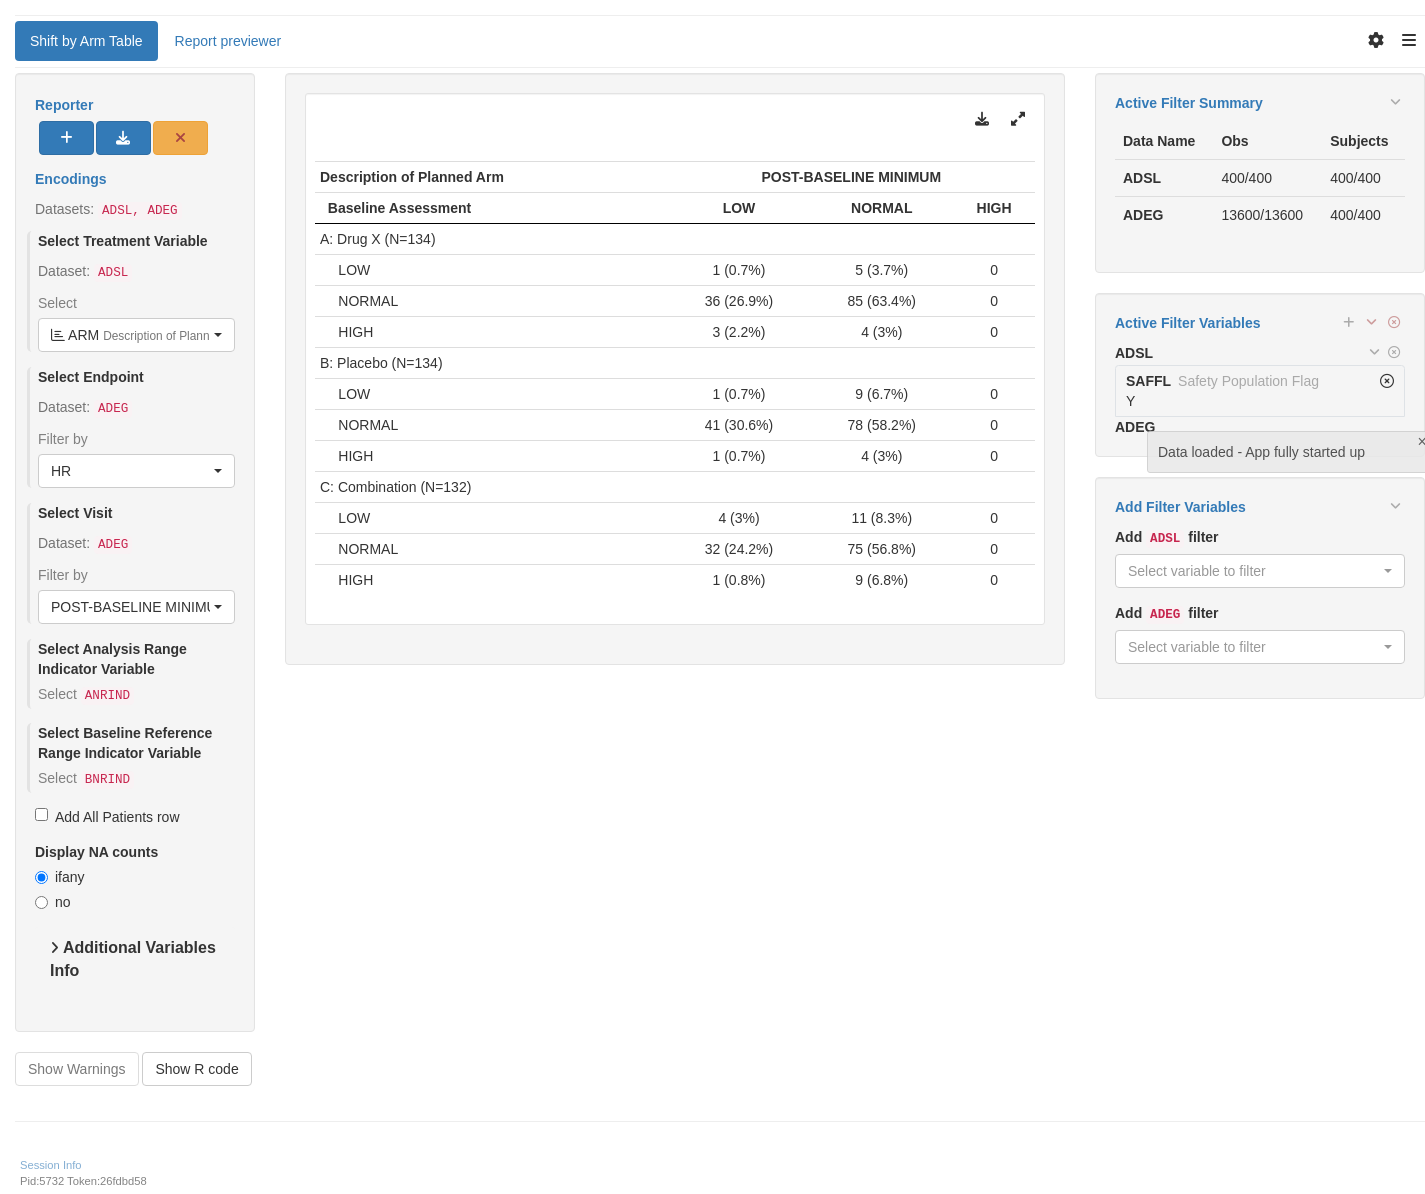 Shift by Arm Table
Report previewer
Reporter
Encodings
Datasets: ADSL, ADEG
Select Treatment Variable
Dataset: ADSL
Select
ARM Description of Plann
Select Endpoint
Dataset: ADEG
Filter by
HR
Select Visit
Dataset: ADEG
Filter by
POST-BASELINE MINIMU
Select Analysis Range
Indicator Variable
Select ANRIND
Select Baseline Reference
Range Indicator Variable
Select BNRIND
Add All Patients row
Display NA counts
ifany
no
Additional Variables
Info
Show Warnings
Show R code
Description of Planned Arm POST-BASELINE MINIMUM
Baseline Assessment LOW NORMAL HIGH
A: Drug X (N=134)
LOW 1 (0.7%) 5 (3.7%) 0
NORMAL 36 (26.9%) 85 (63.4%) 0
HIGH 3 (2.2%) 4 (3%) 0
B: Placebo (N=134)
LOW 1 (0.7%) 9 (6.7%) 0
NORMAL 41 (30.6%) 78 (58.2%) 0
HIGH 1 (0.7%) 4 (3%) 0
C: Combination (N=132)
LOW 4 (3%) 11 (8.3%) 0
NORMAL 32 (24.2%) 75 (56.8%) 0
HIGH 1 (0.8%) 9 (6.8%) 0
Active Filter Summary
Data Name Obs Subjects
ADSL 400/400 400/400
ADEG 13600/13600 400/400
Active Filter Variables
ADSL
SAFFL Safety Population Flag
Y
ADEG
Data loaded - App fully started up
Add Filter Variables
Add ADSL filter
Select variable to filter
Add ADEG filter
Select variable to filter
Session Info
Pid:5732 Token:26fdbd58